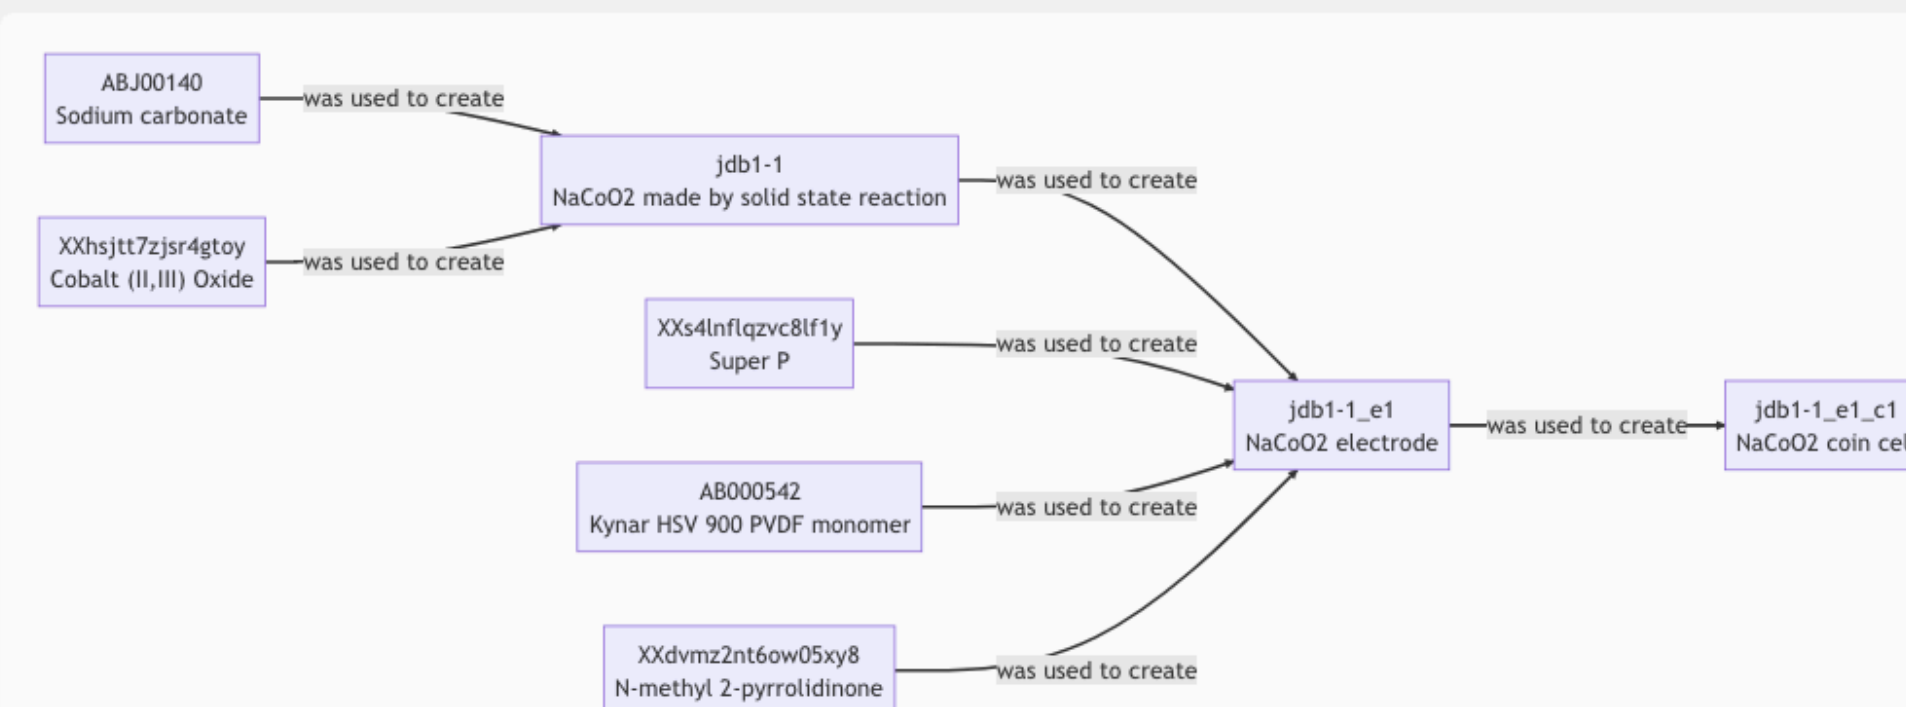 ABJ00140
Sodium carbonate
was used to create
jdb1-1
NaCoO2 made by solid state reaction
was used to create
XXhsjtt7zjsr4gtoy
Cobalt (II,III) Oxide
was used to create
XXs4lnflqzvc8lf1y
Super P
was used to create
jdb1-1_e1
NaCoO2 electrode
was used to create
jdb1-1_e1_c1
NaCoO2 coin cel
AB000542
Kynar HSV 900 PVDF monomer
was used to create
XXdvmz2nt6ow05xy8
N-methyl 2-pyrrolidinone
was used to create